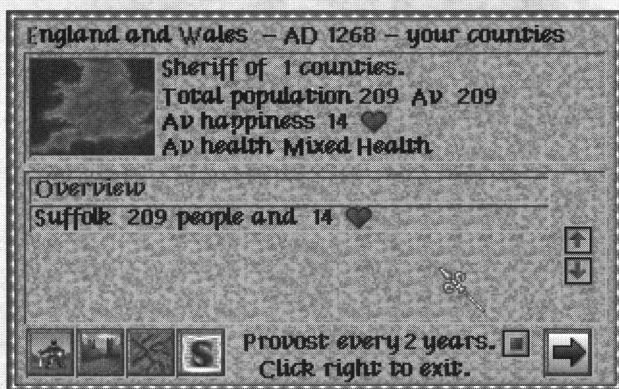 England and Wales - AD 1268 - your counties
Sheriff of 1 counties.
Total population 209 Av 209
Av happiness 14
Av health Mixed Health
Overview
Suffolk 209 people and 14
S
Provost every 2 years.
Click right to exit.